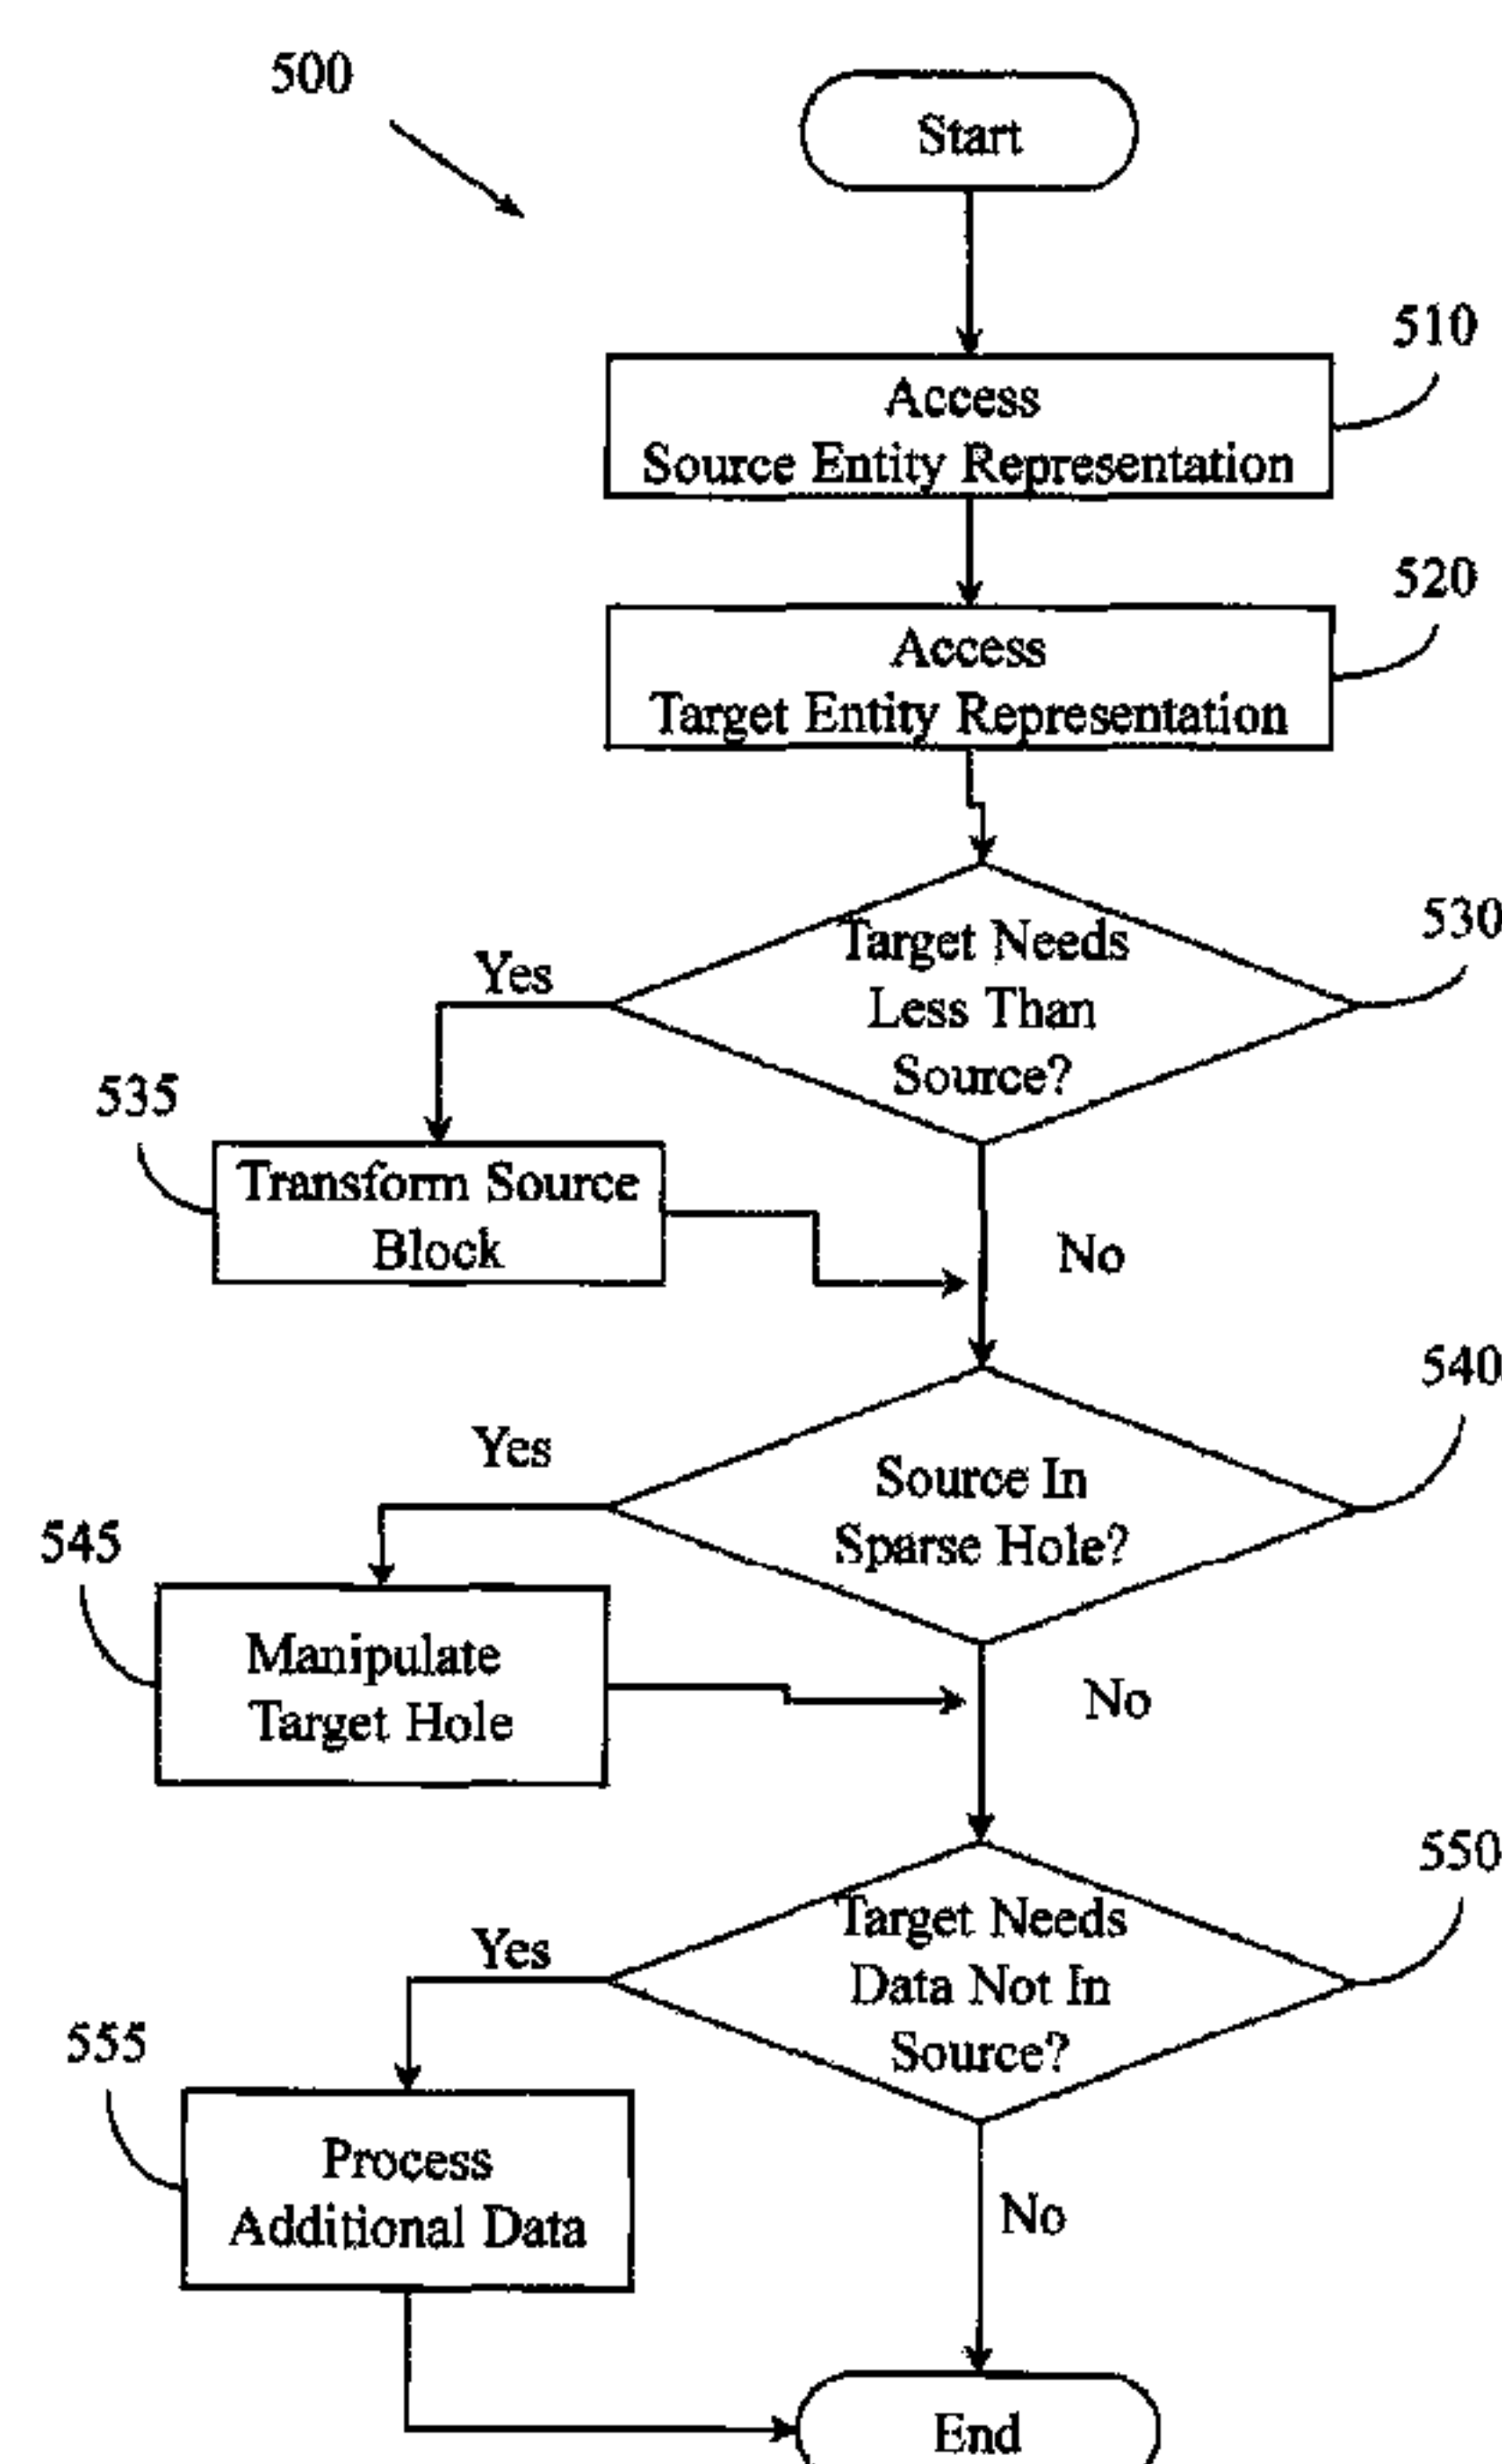 500
Start
510
Access
Source Entity Representation
520
Access
Target Entity Representation
530
Target Needs
Less Than
Source?
Yes
535
Transform Source
Block
No
540
Source In
Sparse Hole?
Yes
545
Manipulate
Target Hole
No
550
Target Needs
Data Not In
Source?
Yes
555
Process
Additional Data
No
End